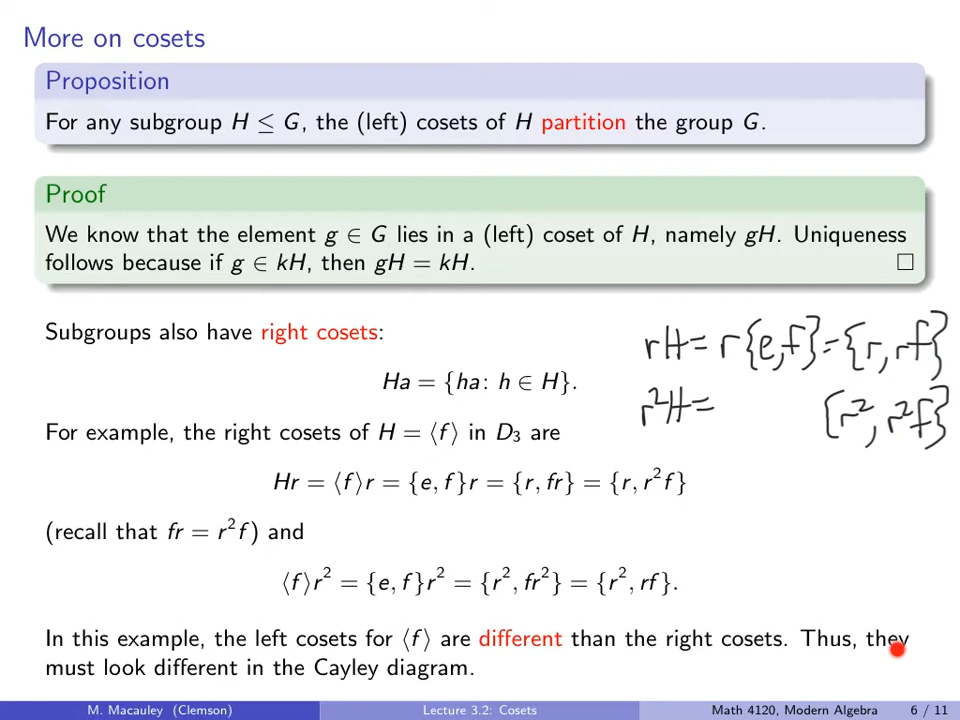 More on cosets
Proposition
For any subgroup H ≤ G, the (left) cosets of H partition the group G.
Proof
We know that the element g ∈ G lies in a (left) coset of H, namely gH. Uniqueness
follows because if g ∈ kH, then gH = kH. □
Subgroups also have right cosets:
rH = r{e,f} = {r, rf}
Ha = {ha: h ∈ H}.
r²H = {r², r²f}
For example, the right cosets of H = ⟨f⟩ in D₃ are
Hr = ⟨f⟩r = {e, f}r = {r, fr} = {r, r²f}
(recall that fr = r²f) and
⟨f⟩r² = {e, f}r² = {r², fr²} = {r², rf}.
In this example, the left cosets for ⟨f⟩ are different than the right cosets. Thus, they
must look different in the Cayley diagram.
M. Macauley (Clemson) Lecture 3.2: Cosets Math 4120, Modern Algebra 6 / 11